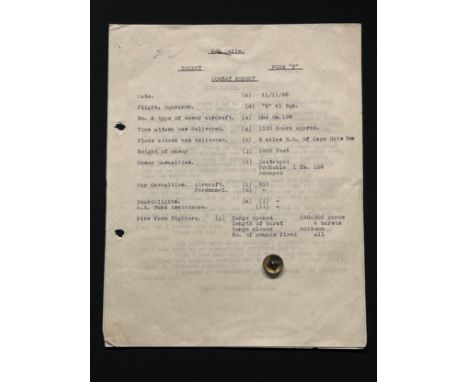 SECRET FORM "F"
COMBAT REPORT
Date. (a) 11/11/40
Flight, Squadron. (d) "B" 41 Sqn.
No. & type of enemy aircraft. (e) One Me.109
Time attack was delivered. (g) Hours Approx.
Place attack was delivered. (h) 6 miles N.E. of Cape Gris Nez
Height of enemy (j) 1000 feet
Enemy Casualties. (k) Destroyed
Probable 1 Me. 109
Damaged
Our Casualties. Aircraft. (l) Nil
Personnel. (m) "
Searchlights. (n) (i) "
A.A. Guns Assistance. (ii) "
Fire from Fighters. (p) Range opened yards
Length of burst 4 bursts
Range closed minimum
No. of rounds fired all